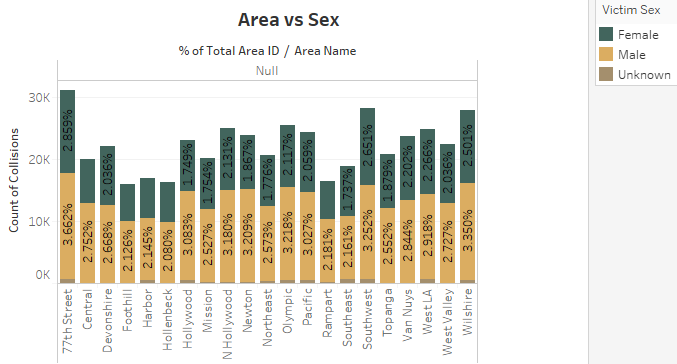 Area vs Sex
% of Total Area ID / Area Name
Null
Count of Collisions
30K
20K
10K
0K
2.859%
3.662%
2.752%
2.036%
2.668%
2.126%
2.145%
2.080%
1.749%
3.083%
1.754%
2.527%
2.131%
3.180%
1.867%
3.209%
1.776%
2.573%
2.117%
3.218%
2.059%
3.027%
2.181%
1.737%
2.161%
2.651%
3.252%
1.879%
2.552%
2.202%
2.844%
2.266%
2.918%
2.036%
2.727%
2.501%
3.350%
77th Street
Central
Devonshire
Foothill
Harbor
Hollenbeck
Hollywood
Mission
N Hollywood
Newton
Northeast
Olympic
Pacific
Rampart
Southeast
Southwest
Topanga
Van Nuys
West LA
West Valley
Wilshire
Victim Sex
Female
Male
Unknown